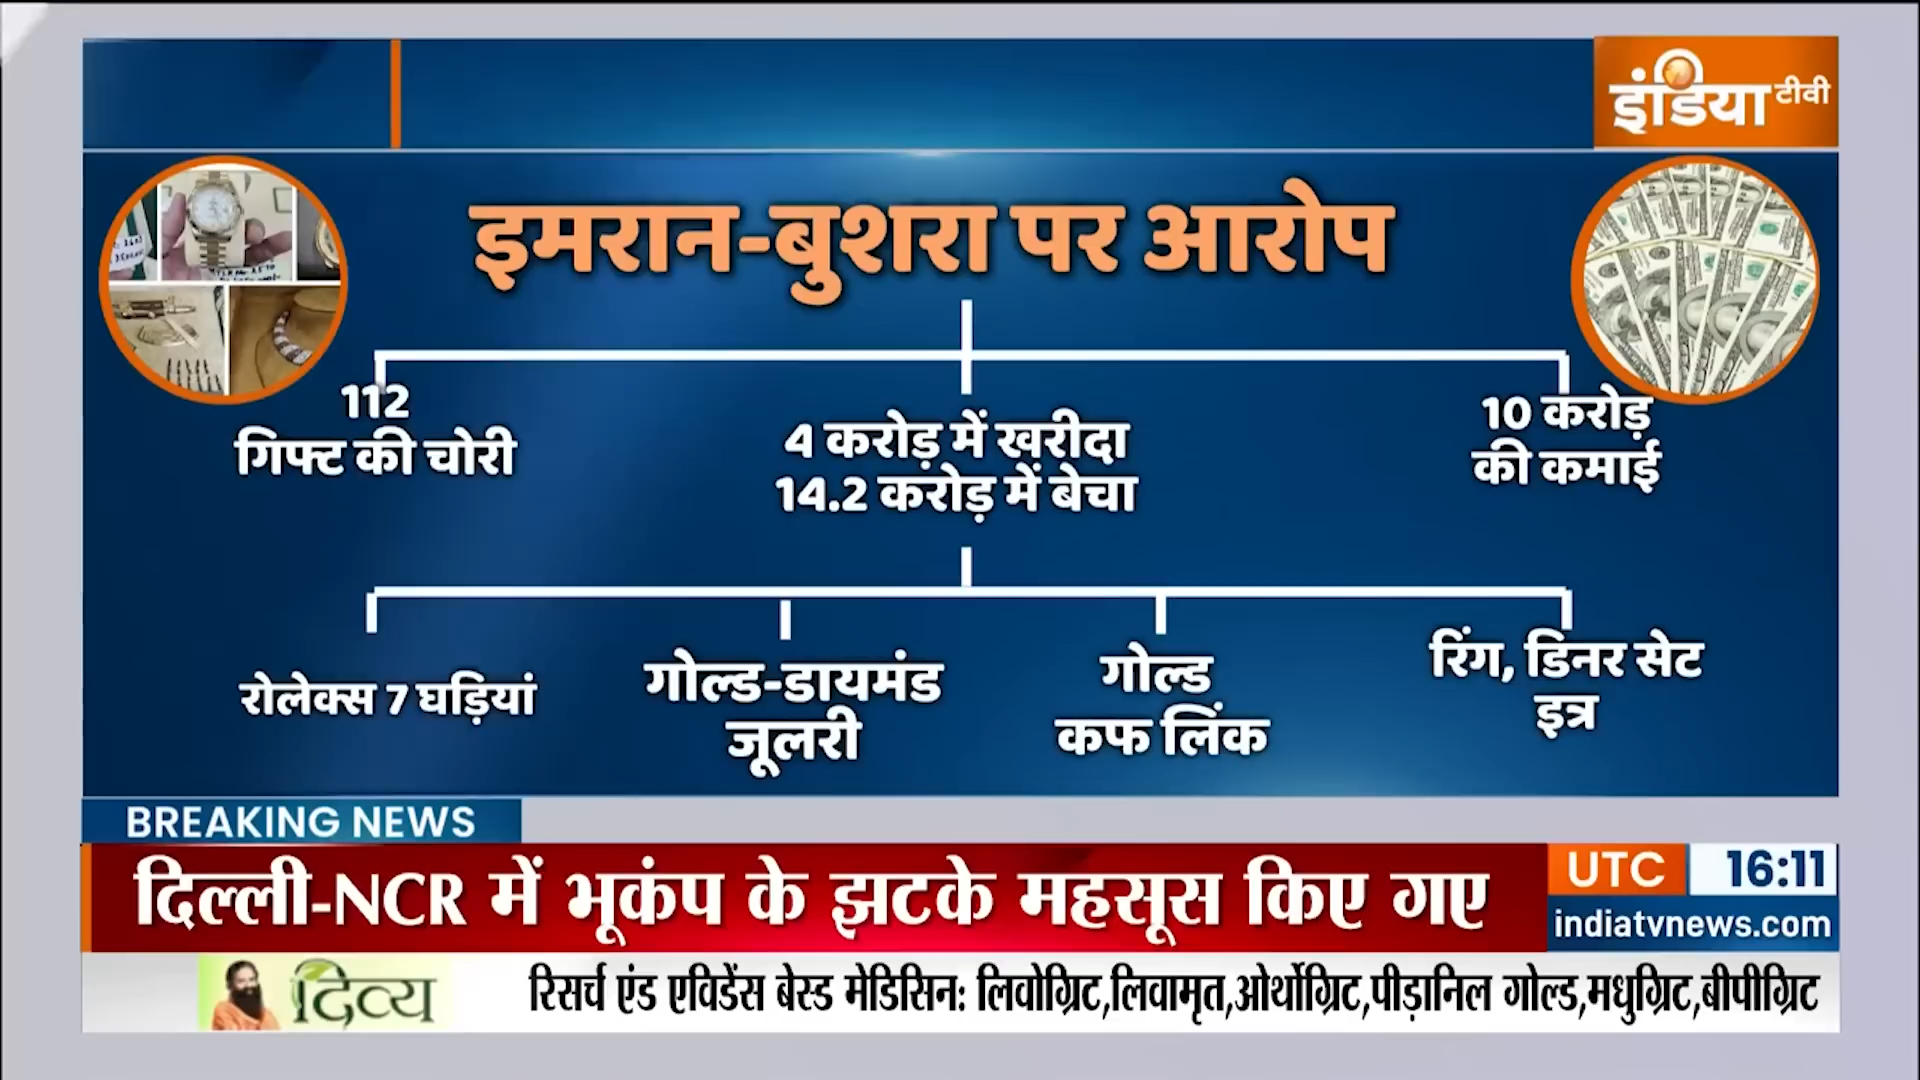 इंडिया टीवी
इमरान-बुशरा पर आरोप
112
गिफ्ट की चोरी
4 करोड़ में खरीदा
14.2 करोड़ में बेचा
10 करोड़
की कमाई
रोलेक्स 7 घड़ियां
गोल्ड-डायमंड
जूलरी
गोल्ड
कफ लिंक
रिंग, डिनर सेट
इत्र
BREAKING NEWS
दिल्ली-NCR में भूकंप के झटके महसूस किए गए
UTC 16:11
indiatvnews.com
दिव्य
रिसर्च एंड एविडेंस बेस्ड मेडिसिन: लिवोग्रिट,लिवामृत,ओर्थोग्रिट,पीड़ानिल गोल्ड,मधुग्रिट,बीपीग्रिट